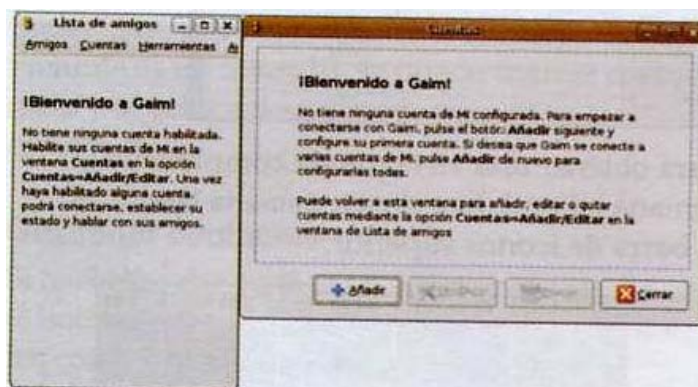 Lista de amigos
Amigos Cuentas Herramientas A
¡Bienvenido a Gaim!
No tiene ninguna cuenta habilitada.
Habilite sus cuentas de MI en la
ventana Cuentas en la opción
Cuentas⇒Añadir/Editar. Una vez
haya habilitado alguna cuenta,
podrá conectarse, establecer su
estado y hablar con sus amigos.
Cuentas
¡Bienvenido a Gaim!
No tiene ninguna cuenta de MI configurada. Para empezar a
conectarse con Gaim, pulse el botón: Añadir siguiente y
configure su primera cuenta. Si desea que Gaim se conecte a
varias cuentas de MI, pulse Añadir de nuevo para
configurarlas todas.
Puede volver a esta ventana para añadir, editar o quitar
cuentas mediante la opción Cuentas⇒Añadir/Editar en la
ventana de Lista de amigos
Añadir
Cerrar